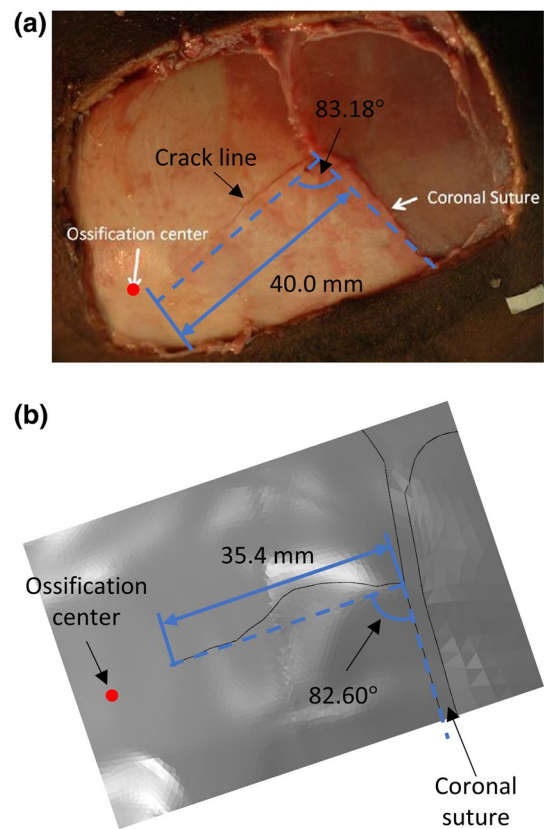 (a)
83.18°
Crack line
Coronal Suture
Ossification center
40.0 mm
(b)
35.4 mm
Ossification
center
82.60°
Coronal
suture